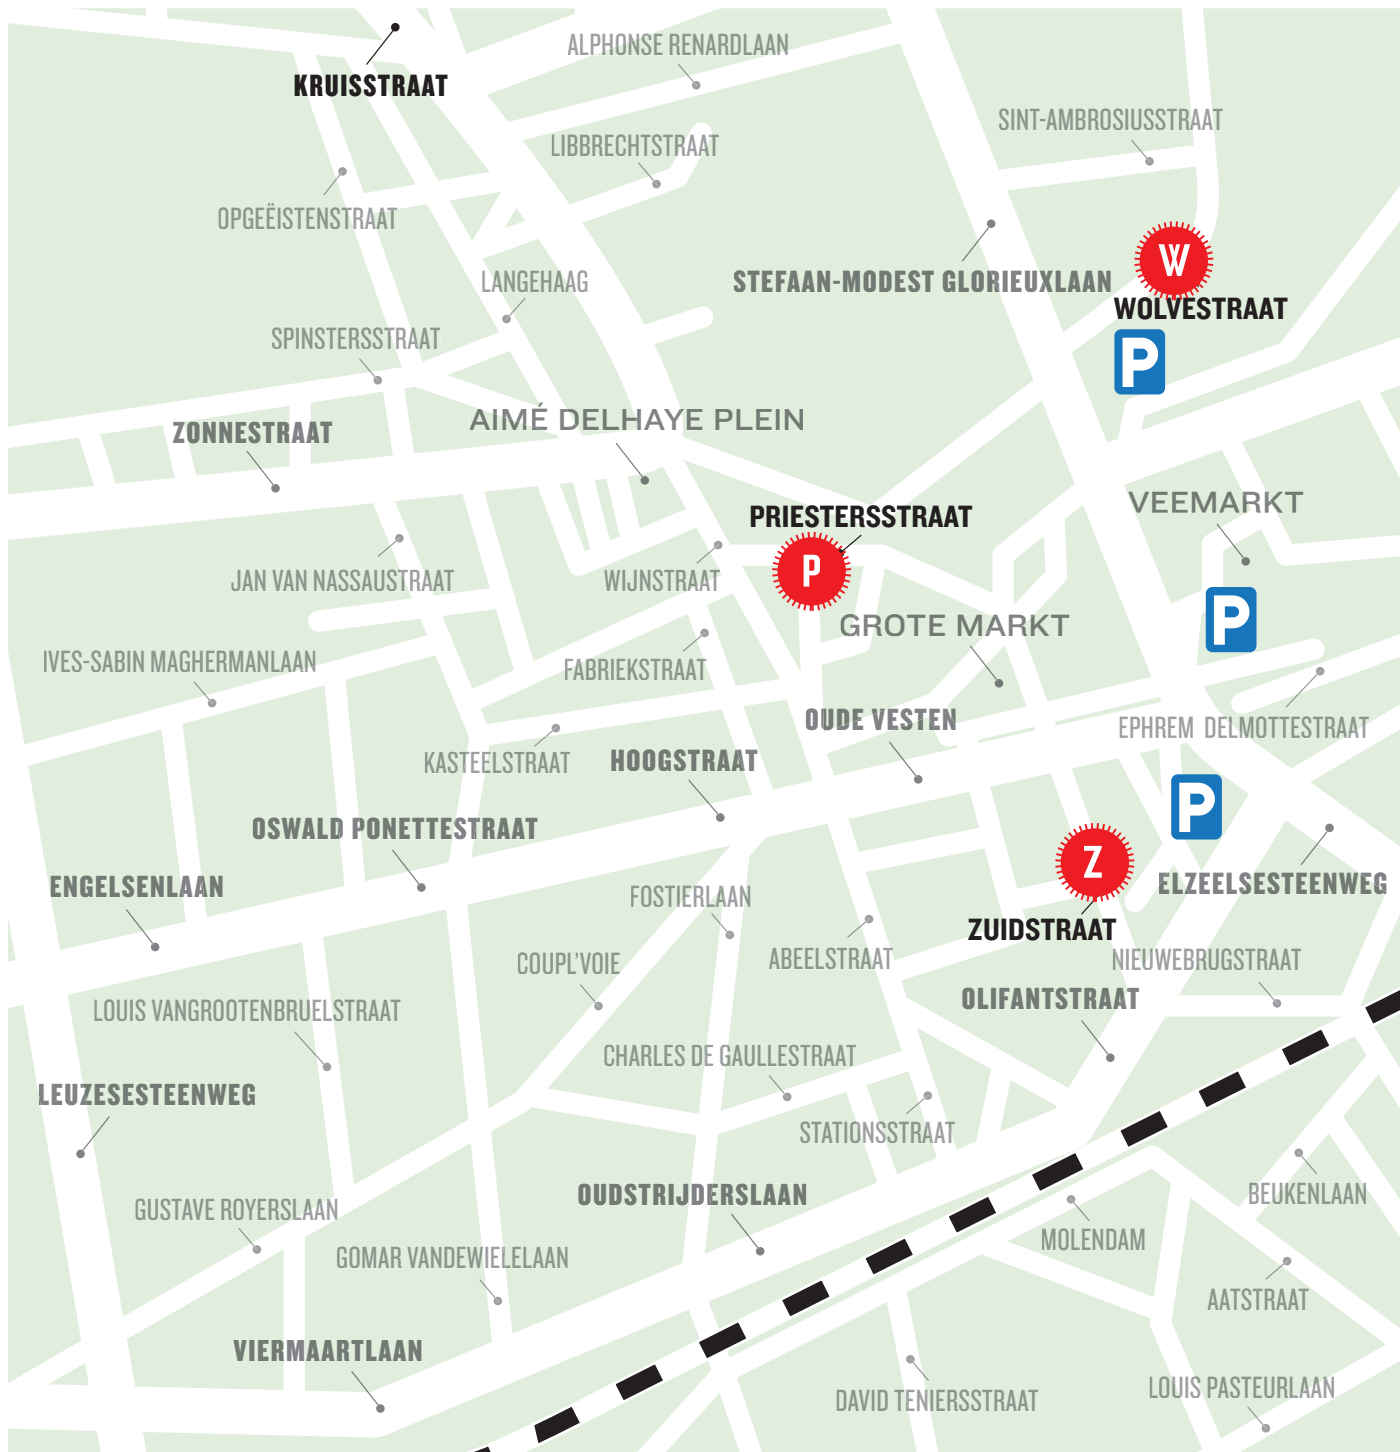 ALPHONSE RENARDLAAN
KRUISSTRAAT
SINT-AMBROSIUSSTRAAT
LIBBRECHTSTRAAT
OPGEËISTENSTRAAT
W
STEFAAN-MODEST GLORIEUXLAAN
LANGEHAAG
WOLVESTRAAT
SPINSTERSSTRAAT
P
AIMÉ DELHAYE PLEIN
ZONNESTRAAT
VEEMARKT
PRIESTERSSTRAAT
P
JAN VAN NASSAUSTRAAT
WIJNSTRAAT
P
GROTE MARKT
IVES-SABIN MAGHERMANLAAN
FABRIEKSTRAAT
OUDE VESTEN
EPHREM DELMOTTESTRAAT
KASTEELSTRAAT
HOOGSTRAAT
P
OSWALD PONETTESTRAAT
Z
ENGELSENLAAN
ELZEELSESTEENWEG
FOSTIERLAAN
ZUIDSTRAAT
COUPL'VOIE
ABEELSTRAAT
NIEUWEBRUGSTRAAT
OLIFANTSTRAAT
LOUIS VANGROOTENBRUELSTRAAT
CHARLES DE GAULLESTRAAT
LEUZESESTEENWEG
STATIONSSTRAAT
OUDSTRIJDERSLAAN
BEUKENLAAN
GUSTAVE ROYERSLAAN
MOLENDAM
GOMAR VANDEWIELELAAN
AATSTRAAT
VIERMAARTLAAN
LOUIS PASTEURLAAN
DAVID TENIERSSTRAAT